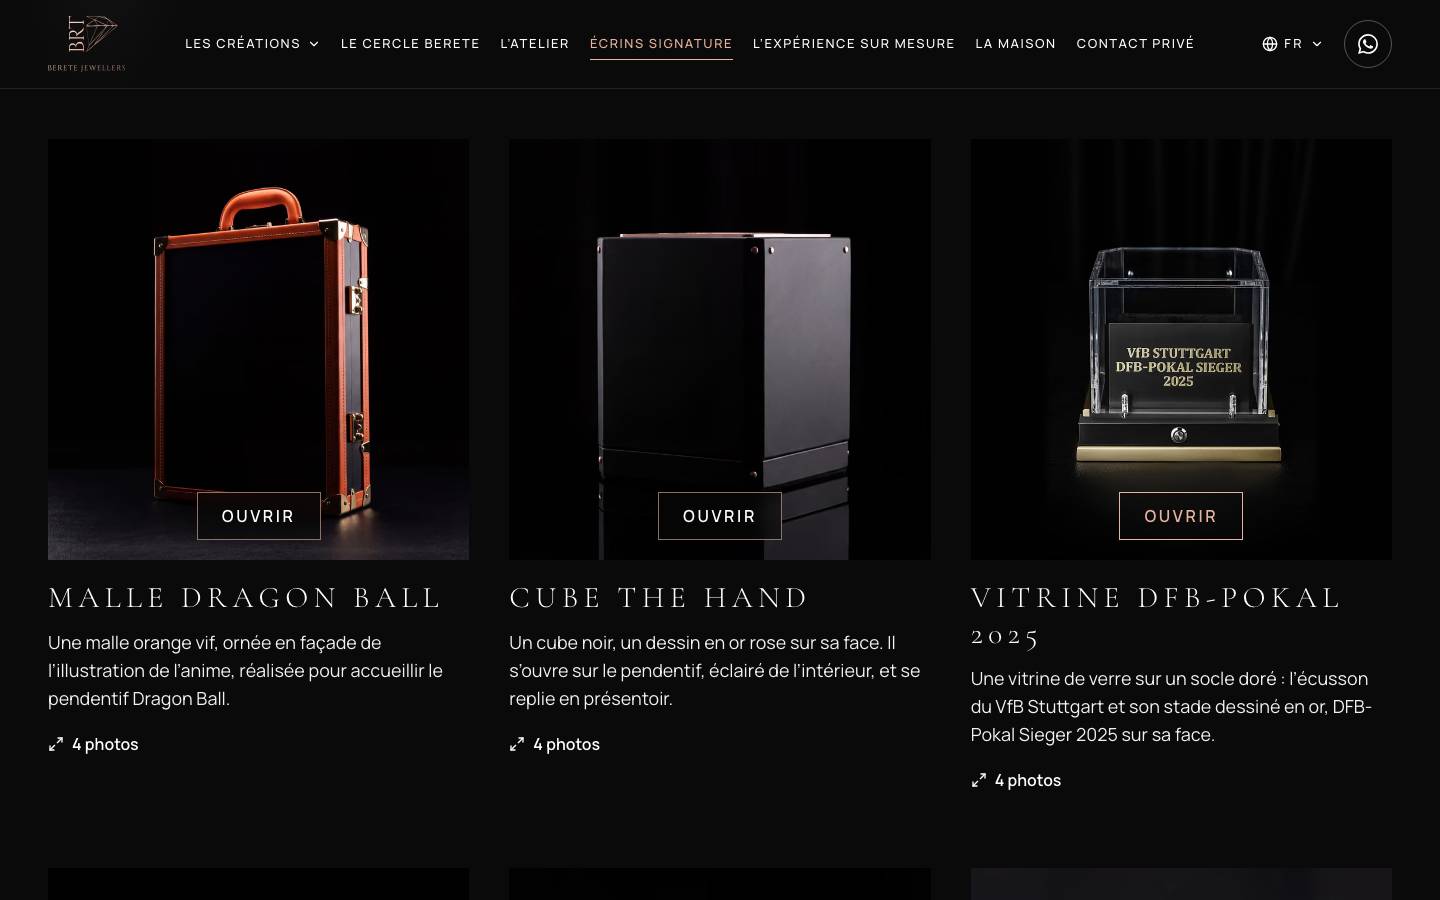 BRT
BERETE JEWELLERS
LES CRÉATIONS
LE CERCLE BERETE
L'ATELIER
ÉCRINS SIGNATURE
L'EXPÉRIENCE SUR MESURE
LA MAISON
CONTACT PRIVÉ
FR
OUVRIR
MALLE DRAGON BALL
Une malle orange vif, ornée en façade de
l'illustration de l'anime, réalisée pour accueillir le
pendentif Dragon Ball.
4 photos
OUVRIR
CUBE THE HAND
Un cube noir, un dessin en or rose sur sa face. Il
s'ouvre sur le pendentif, éclairé de l'intérieur, et se
replie en présentoir.
4 photos
VfB STUTTGART
DFB-POKAL SIEGER
2025
OUVRIR
VITRINE DFB-POKAL
2025
Une vitrine de verre sur un socle doré : l'écusson
du VfB Stuttgart et son stade dessiné en or, DFB-
Pokal Sieger 2025 sur sa face.
4 photos